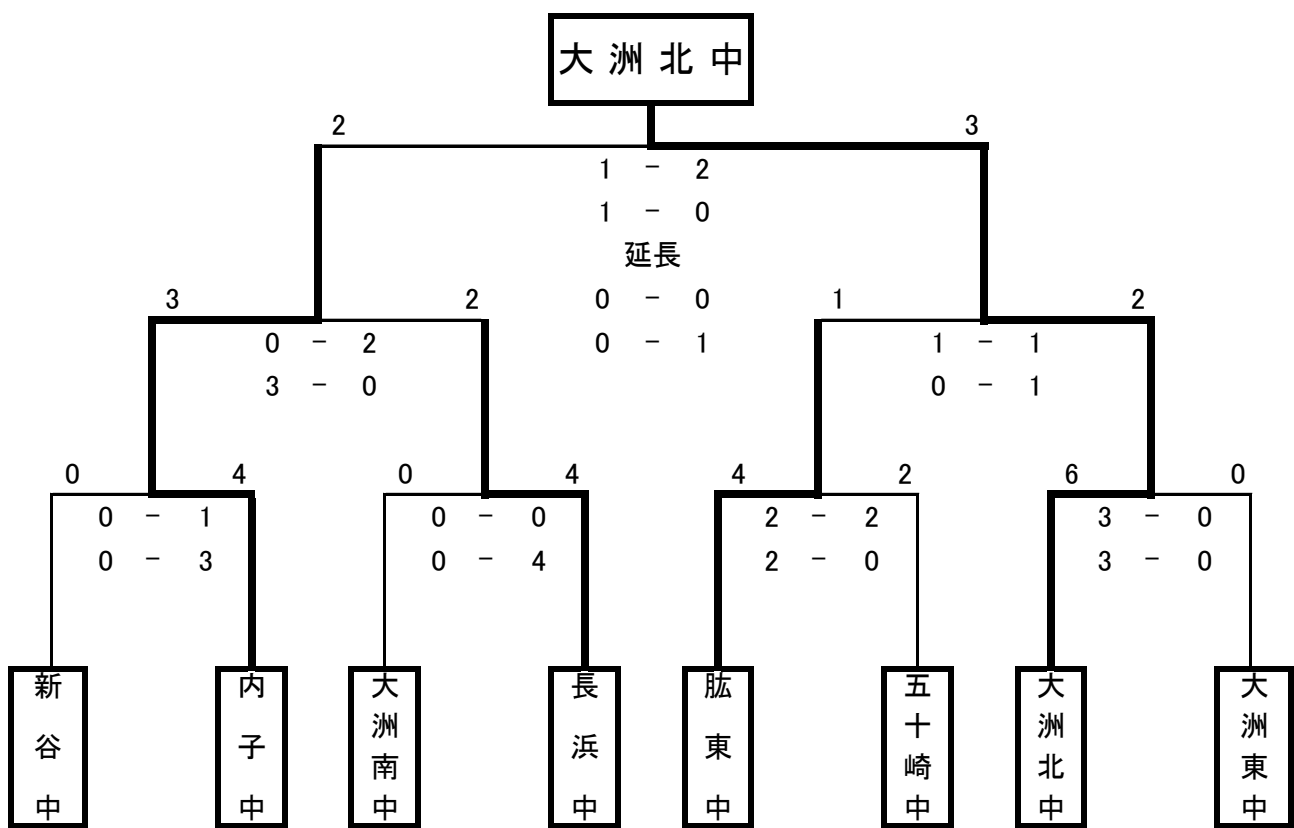 大洲北中
2 3
1 - 2
1 - 0
延長
3 2 0 - 0 1 2
0 - 2 0 - 1 1 - 1
3 - 0 0 - 1
0 4 0 4 4 2 6 0
0 - 1 0 - 0 2 - 2 3 - 0
0 - 3 0 - 4 2 - 0 3 - 0
新谷中
内子中
大洲南中
長浜中
肱東中
五十崎中
大洲北中
大洲東中